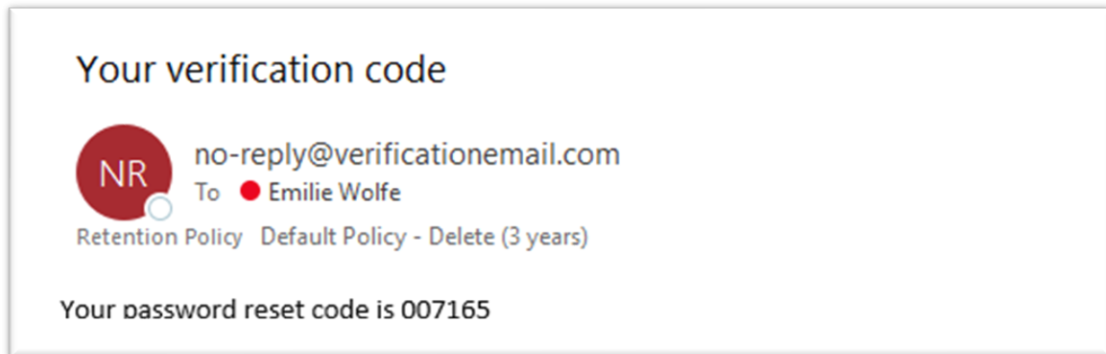 Your verification code
NR
no-reply@verificationemail.com
To Emilie Wolfe
Retention Policy Default Policy - Delete (3 years)
Your password reset code is 007165